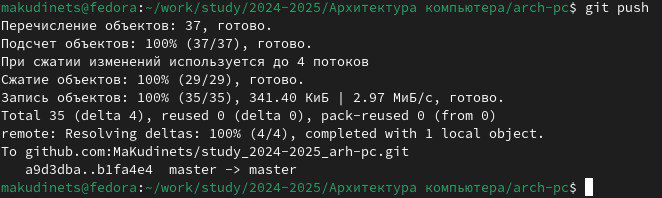 makudinets@fedora:~/work/study/2024-2025/Архитектура компьютера/arch-pc$ git push
Перечисление объектов: 37, готово.
Подсчет объектов: 100% (37/37), готово.
При сжатии изменений используется до 4 потоков
Сжатие объектов: 100% (29/29), готово.
Запись объектов: 100% (35/35), 341.40 КиБ | 2.97 МиБ/с, готово.
Total 35 (delta 4), reused 0 (delta 0), pack-reused 0 (from 0)
remote: Resolving deltas: 100% (4/4), completed with 1 local object.
To github.com:MaKudinets/study_2024-2025_arh-pc.git
   a9d3dba..b1fa4e4  master -> master
makudinets@fedora:~/work/study/2024-2025/Архитектура компьютера/arch-pc$